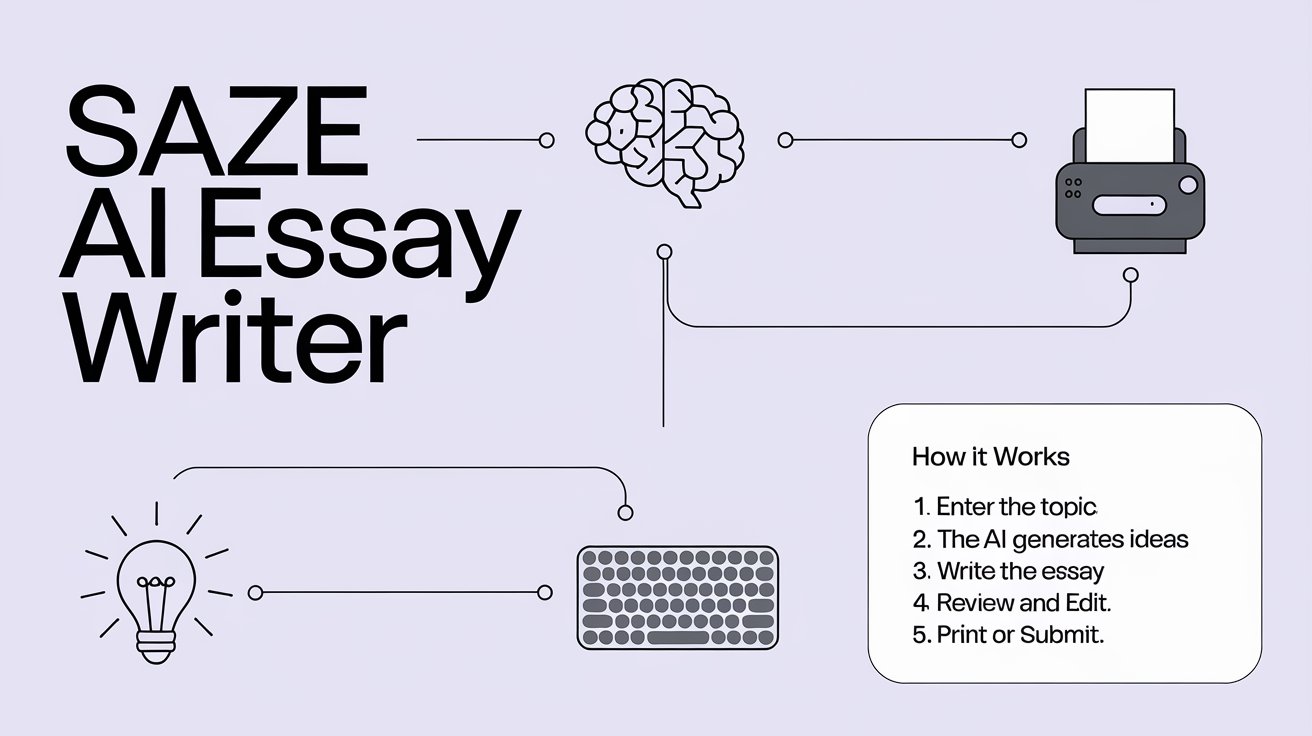 SAZE
AI Essay
Writer
How it Works
1. Enter the topic
2. The AI generates ideas
3. Write the essay
4. Review and Edit.
5. Print or Submit.